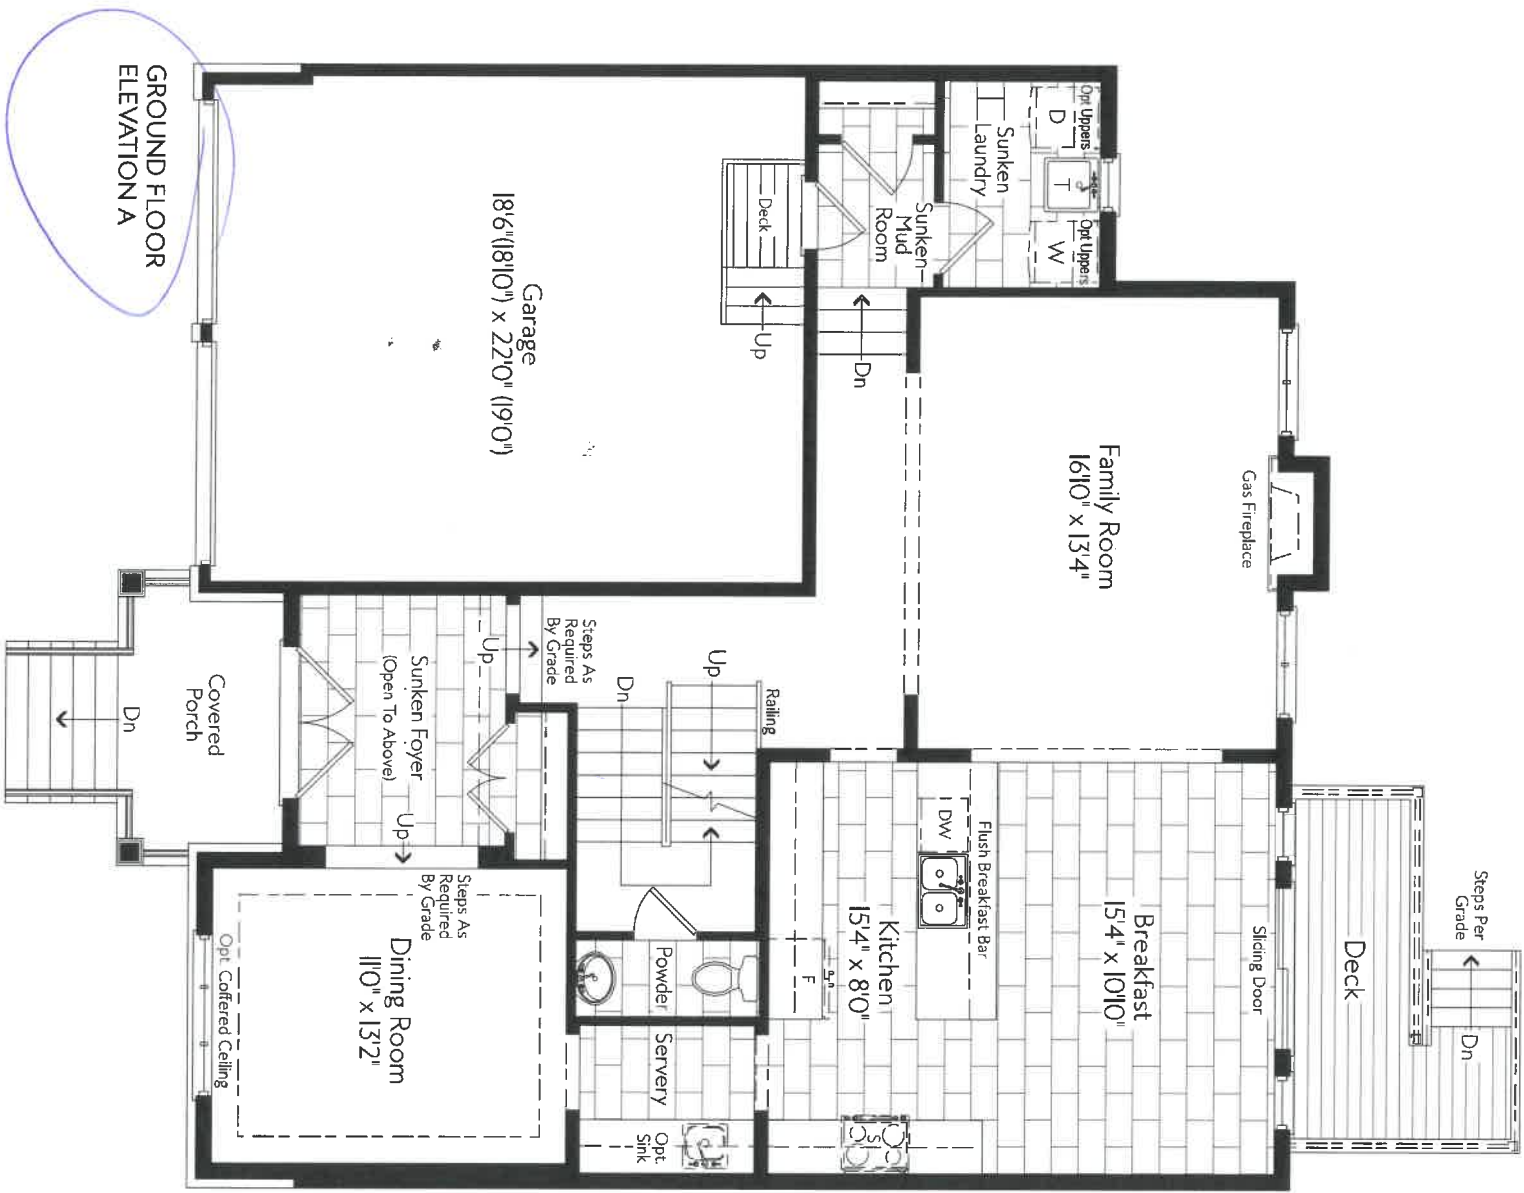 Steps Per
Grade
Dn
Deck
Sliding Door
Gas Fireplace
Breakfast
15'4" x 10'10"
Family Room
16'10" x 13'4"
Opt Uppers
D
T
Opt Uppers
W
Sunken
Laundry
Flush Breakfast Bar
DW
Kitchen
15'4" x 8'0"
S
F
Sunken
Mud
Room
Dn
Deck
Up
Railing
Up
Dn
Powder
Servery
Opt.
Sink
Steps As
Required
By Grade
Up
Garage
18'6"(18'10") x 22'0" (19'0")
Sunken Foyer
(Open To Above)
Up
Steps As
Required
By Grade
Dining Room
11'0" x 13'2"
Opt. Coffered Ceiling
Covered
Porch
Dn
GROUND FLOOR
ELEVATION A